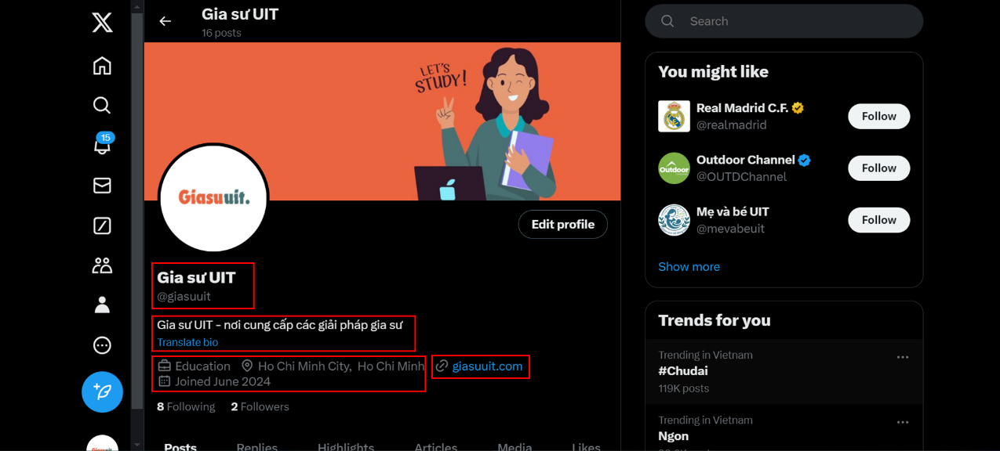 Gia sư UIT
16 posts
LET'S
STUDY!
Giasuuit.
Edit profile
Gia sư UIT
@giasuuit
Gia sư UIT - nơi cung cấp các giải pháp gia sư
Translate bio
Education Ho Chi Minh City, Ho Chi Minh giasuuit.com
Joined June 2024
8 Following 2 Followers
Posts Replies Highlights Articles Media Likes
15
Search
You might like
Real Madrid C.F.
@realmadrid
Follow
Outdoor
Outdoor Channel
@OUTDChannel
Follow
Mẹ và bé UIT
@mevabeuit
Follow
Show more
Trends for you
Trending in Vietnam
#Chudai
119K posts
Trending in Vietnam
Ngon